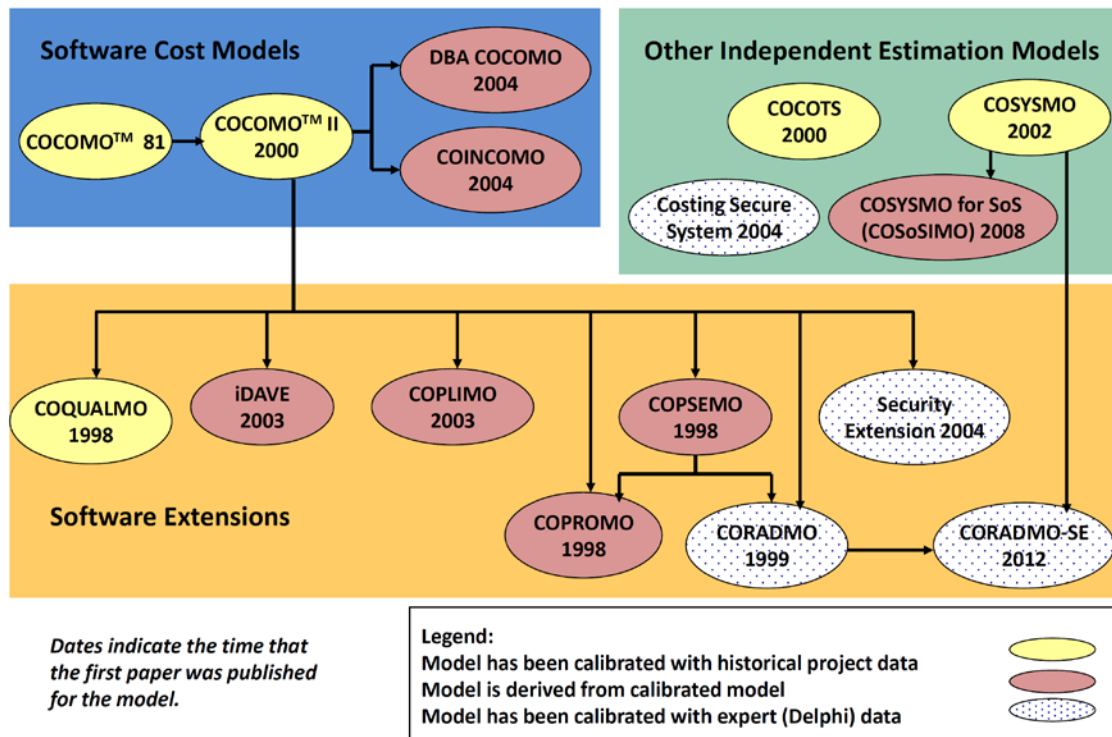 Software Cost Models
COCOMO™ 81
COCOMO™ II
2000
DBA COCOMO
2004
COINCOMO
2004
Other Independent Estimation Models
COCOTS
2000
COSYSMO
2002
Costing Secure
System 2004
COSYSMO for SoS
(COSoSIMO) 2008
COQUALMO
1998
iDAVE
2003
COPLIMO
2003
COPSEMO
1998
Security
Extension 2004
Software Extensions
COPROMO
1998
CORADMO
1999
CORADMO-SE
2012
Dates indicate the time that
the first paper was published
for the model.
Legend:
Model has been calibrated with historical project data
Model is derived from calibrated model
Model has been calibrated with expert (Delphi) data